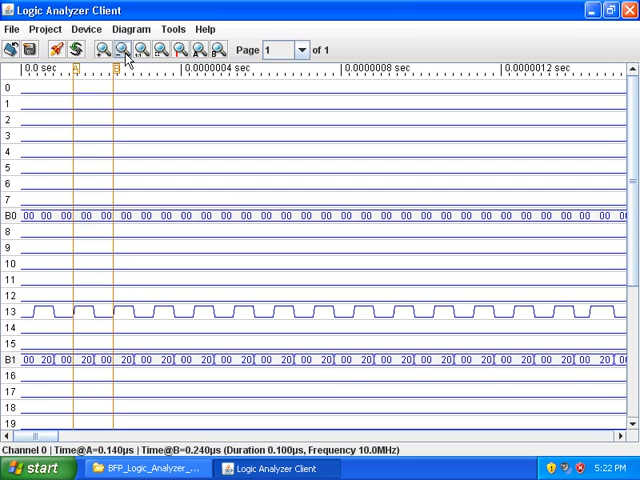 Logic Analyzer Client
File Project Device Diagram Tools Help
Page 1 of 1
0.0 sec 0.0000004 sec 0.0000008 sec 0.0000012 sec
A B
0
1
2
3
4
5
6
7
B0 00 00 00 00 00 00 00 00 00 00 00 00 00 00 00 00 00 00 00 00 00 00 00 00 00 00 00 00 00 00
8
9
10
11
12
13
14
15
B1 00 20 00 20 00 20 00 20 00 20 00 20 00 20 00 20 00 20 00 20 00 20 00 20 00 20 00 20 00 20
16
17
18
19
Channel 0 | Time@A=0.140µs | Time@B=0.240µs (Duration 0.100µs, Frequency 10.0MHz)
start BFP_Logic_Analyzer_... Logic Analyzer Client 5:22 PM